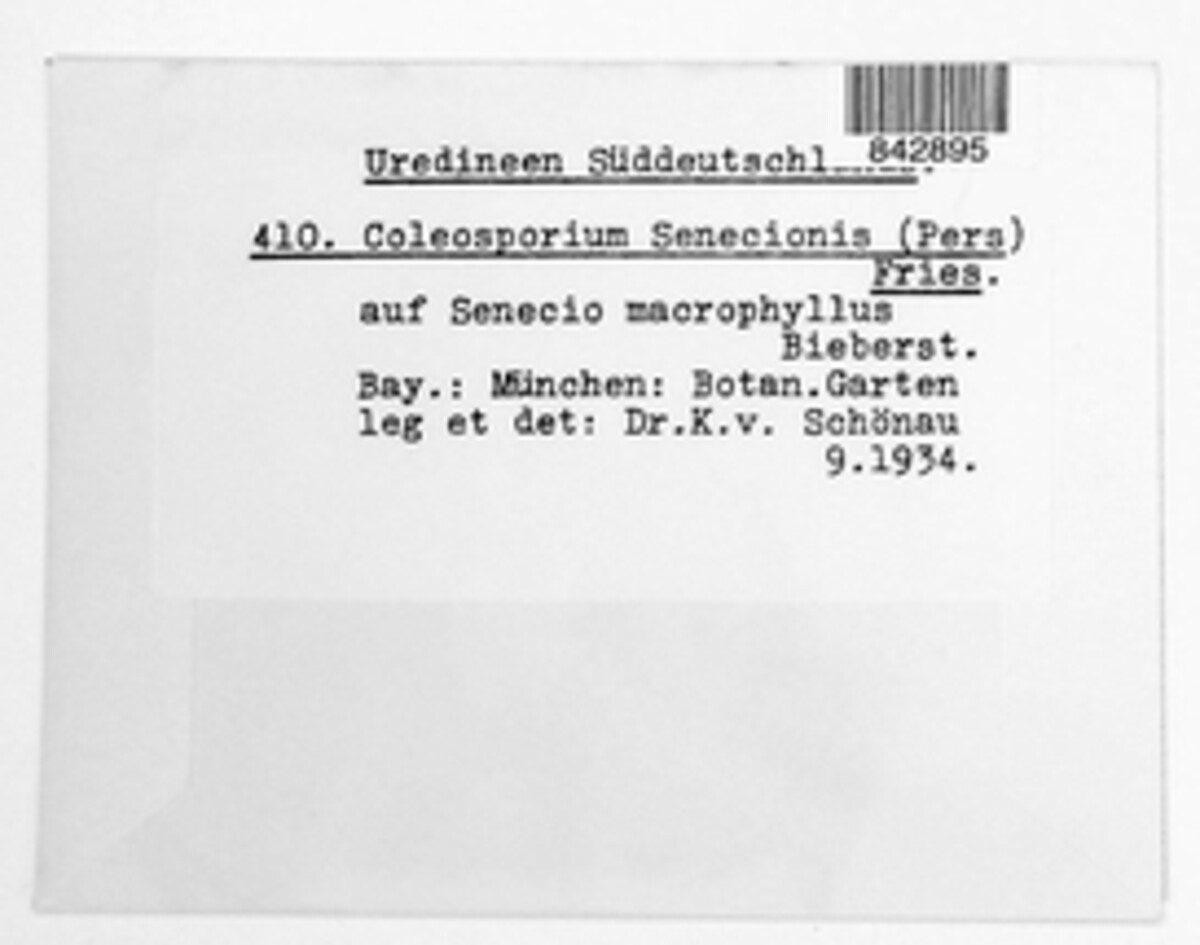 842895
Uredineen
410. Coleosporium Senecionis (Pers)
Fries.
auf Senecio macrophyllus
Bieberst.
Bay.: München: Botan.Garten
leg et det: Dr.K.v. Schönau
9.1934.